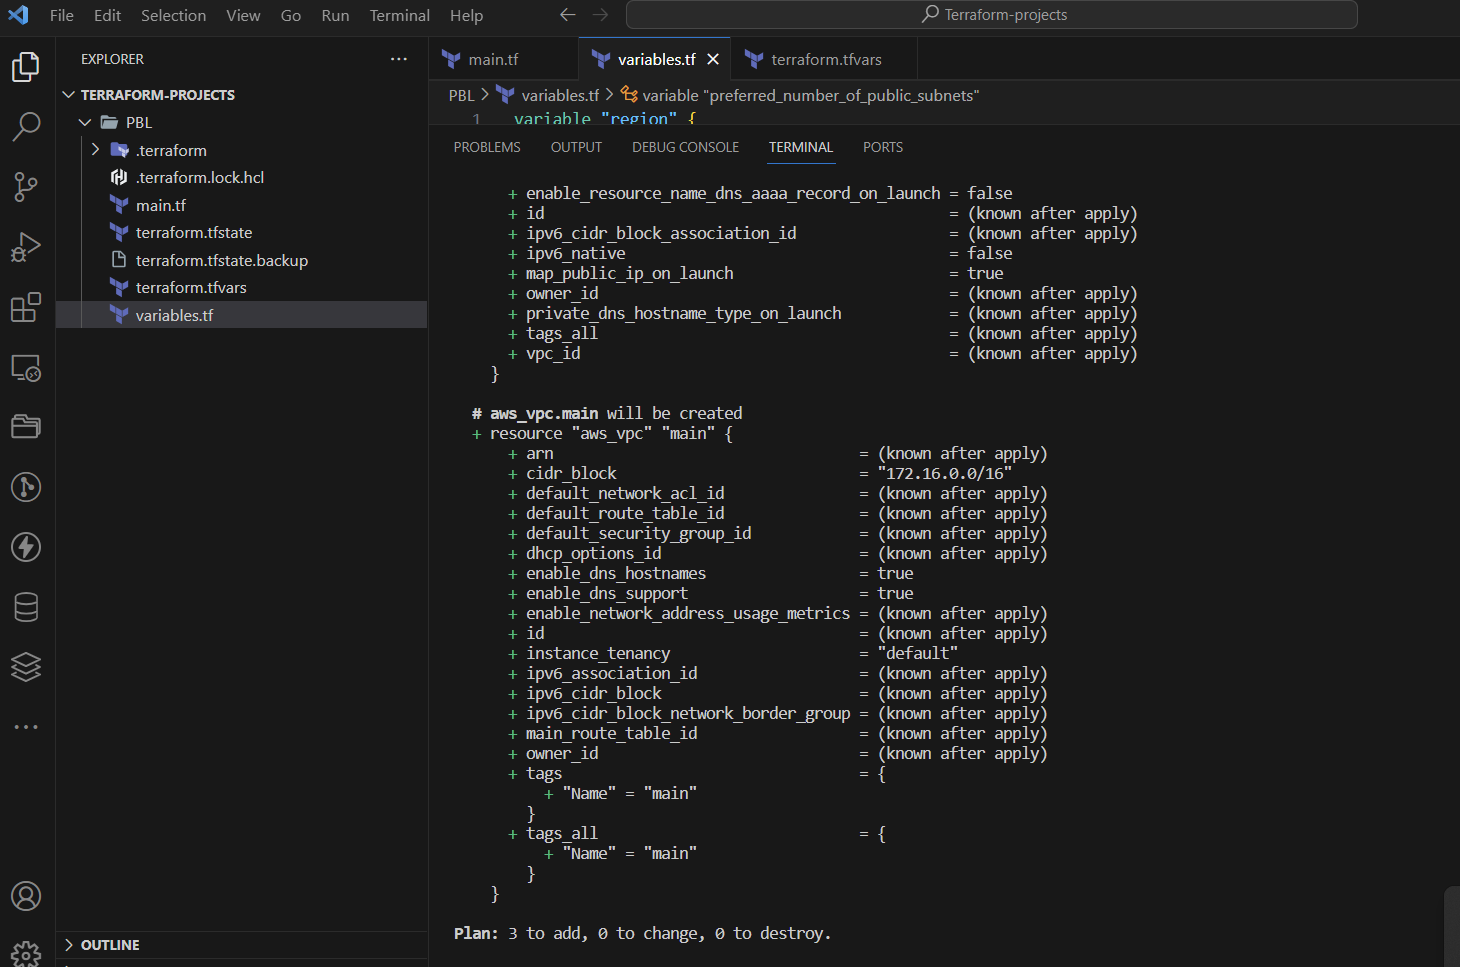 File Edit Selection View Go Run Terminal Help
Terraform-projects
EXPLORER
TERRAFORM-PROJECTS
PBL
.terraform
.terraform.lock.hcl
main.tf
terraform.tfstate
terraform.tfstate.backup
terraform.tfvars
variables.tf
OUTLINE
main.tf variables.tf terraform.tfvars
PBL > variables.tf > variable "preferred_number_of_public_subnets"
1 variable "region" {
PROBLEMS OUTPUT DEBUG CONSOLE TERMINAL PORTS
+ enable_resource_name_dns_aaaa_record_on_launch = false
+ id = (known after apply)
+ ipv6_cidr_block_association_id = (known after apply)
+ ipv6_native = false
+ map_public_ip_on_launch = true
+ owner_id = (known after apply)
+ private_dns_hostname_type_on_launch = (known after apply)
+ tags_all = (known after apply)
+ vpc_id = (known after apply)
}
# aws_vpc.main will be created
+ resource "aws_vpc" "main" {
+ arn = (known after apply)
+ cidr_block = "172.16.0.0/16"
+ default_network_acl_id = (known after apply)
+ default_route_table_id = (known after apply)
+ default_security_group_id = (known after apply)
+ dhcp_options_id = (known after apply)
+ enable_dns_hostnames = true
+ enable_dns_support = true
+ enable_network_address_usage_metrics = (known after apply)
+ id = (known after apply)
+ instance_tenancy = "default"
+ ipv6_association_id = (known after apply)
+ ipv6_cidr_block = (known after apply)
+ ipv6_cidr_block_network_border_group = (known after apply)
+ main_route_table_id = (known after apply)
+ owner_id = (known after apply)
+ tags = {
+ "Name" = "main"
}
+ tags_all = {
+ "Name" = "main"
}
}
Plan: 3 to add, 0 to change, 0 to destroy.